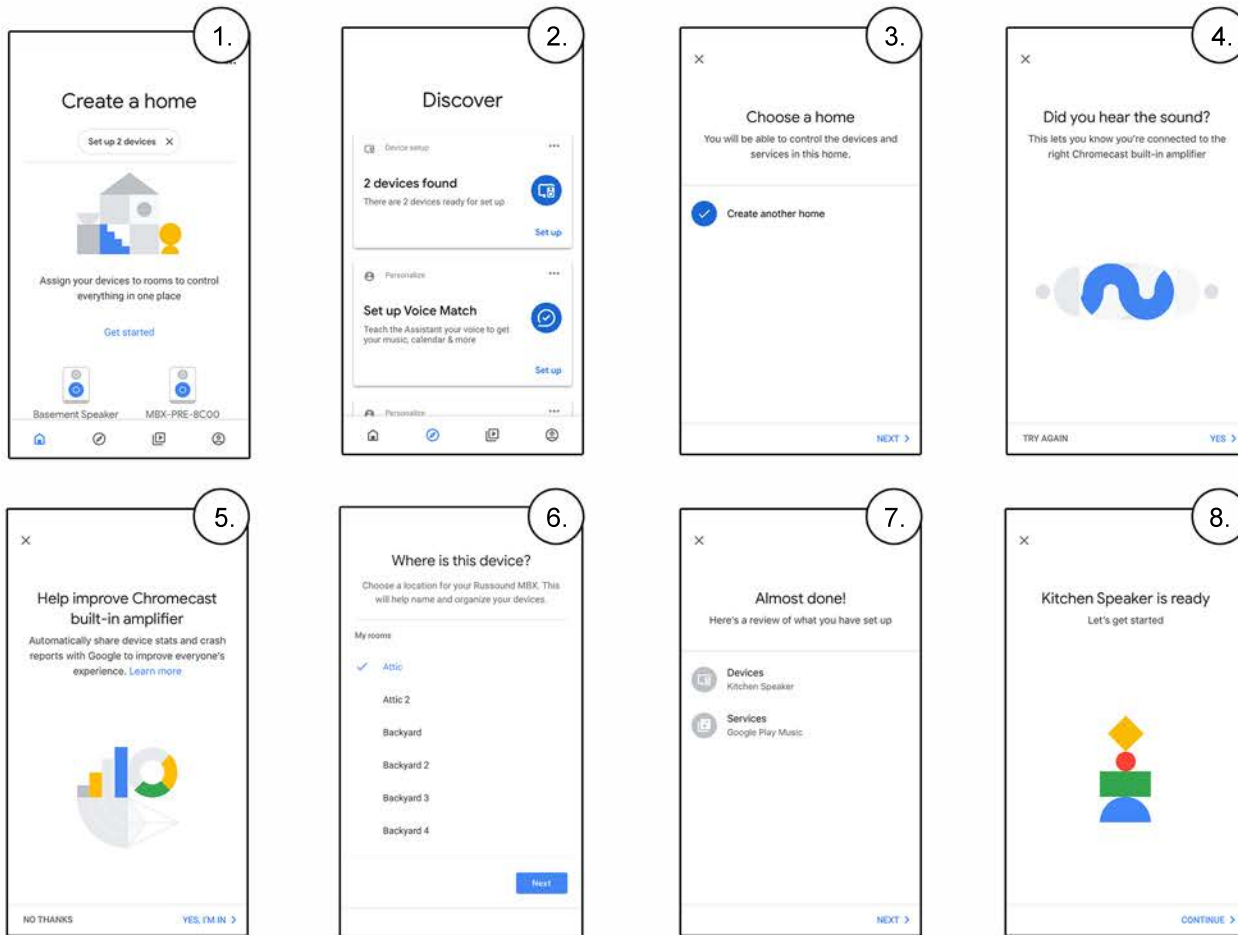 1.
Create a home
Set up 2 devices X
Assign your devices to rooms to control
everything in one place
Get started
Basement Speaker MBX-PRE-8C00
2.
Discover
Device setup
2 devices found
There are 2 devices ready for set up
Set up
Personalize
Set up Voice Match
Teach the Assistant your voice to get
your music, calendar & more
Set up
Personalize
3.
Choose a home
You will be able to control the devices and
services in this home.
Create another home
NEXT >
4.
Did you hear the sound?
This lets you know you're connected to the
right Chromecast built-in amplifier
TRY AGAIN YES >
5.
Help improve Chromecast
built-in amplifier
Automatically share device stats and crash
reports with Google to improve everyone's
experience. Learn more
NO THANKS YES, I'M IN >
6.
Where is this device?
Choose a location for your Russound MBX. This
will help name and organize your devices.
My rooms
Attic
Attic 2
Backyard
Backyard 2
Backyard 3
Backyard 4
Next
7.
Almost done!
Here's a review of what you have set up
Devices
Kitchen Speaker
Services
Google Play Music
NEXT >
8.
Kitchen Speaker is ready
Let's get started
CONTINUE >